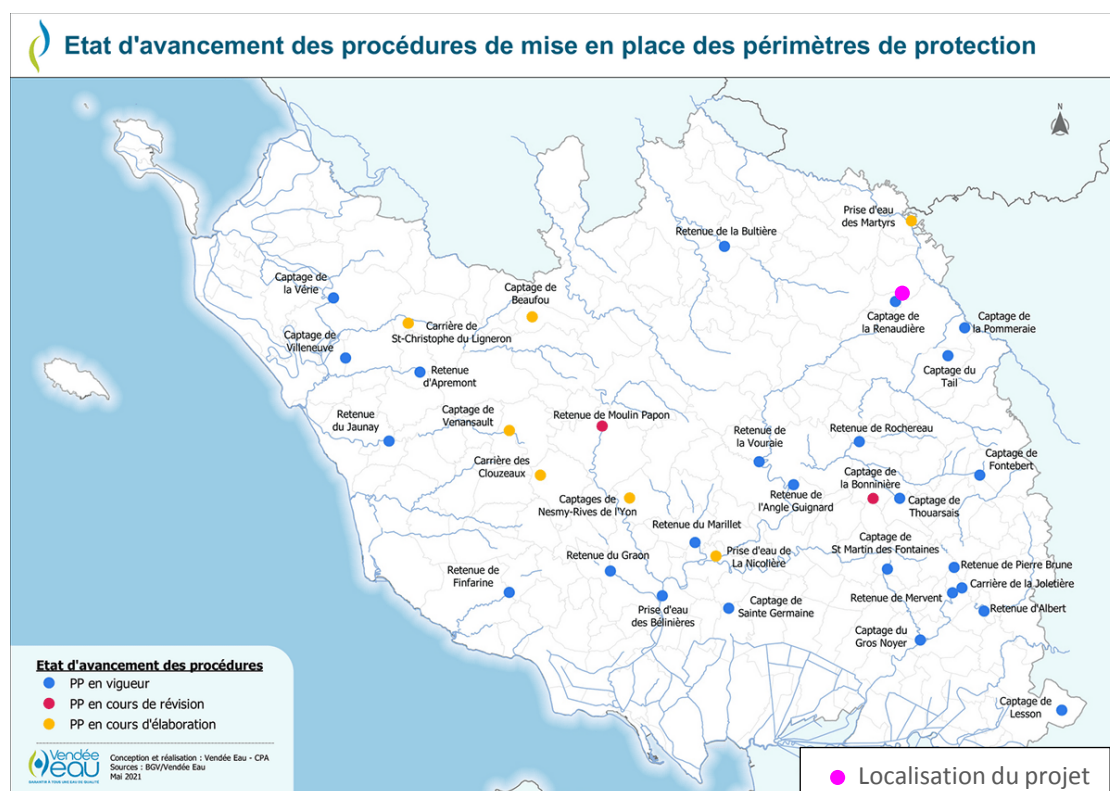 Etat d'avancement des procédures de mise en place des périmètres de protection
N
Prise d'eau
des Martyrs
Retenue de la Bultière
Captage de
la Vérie
Captage de
Beaufou
Captage de
la Renaudière
Captage de
la Pommeraie
Carrière de
St-Christophe du Ligneron
Captage de
Villeneuve
Captage du
Tail
Retenue
d'Apremont
Retenue
du Jaunay
Captage de
Venansault
Retenue de Moulin Papon
Retenue de
la Vouraie
Retenue de Rochereau
Captage de
Fontebert
Carrière des
Clouzeaux
Captage de
la Bonninière
Captages de
Nesmy-Rives de l'Yon
Retenue de
l'Angle Guignard
Captage de
Thouarsais
Retenue du Marillet
Captage de
St Martin des Fontaines
Prise d'eau de
La Nicolière
Retenue du Graon
Retenue de Pierre Brune
Retenue de
Finfarine
Carrière de la Joletière
Retenue de Mervent
Prise d'eau
des Bélinières
Captage de
Sainte Germaine
Retenue d'Albert
Captage du
Gros Noyer
Captage de
Lesson
Etat d'avancement des procédures
PP en vigueur
PP en cours de révision
PP en cours d'élaboration
Vendée
eau
GARANTIR À TOUS UNE EAU DE QUALITÉ
Conception et réalisation : Vendée Eau - CPA
Sources : BGV/Vendée Eau
Mai 2021
Localisation du projet